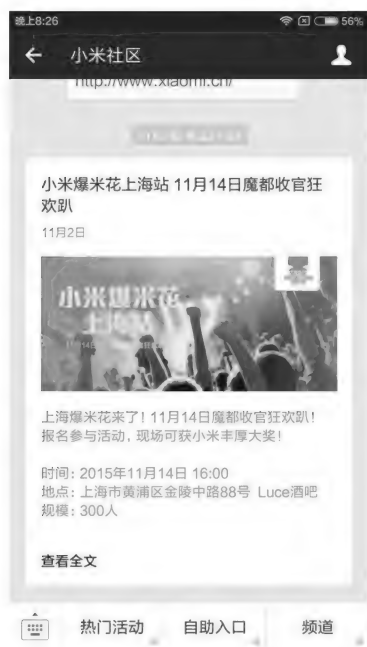 晚上8:26
56%
小米社区
http://www.xiaomi.cn/
小米爆米花上海站 11月14日魔都收官狂
欢趴
11月2日
小米爆米花
上海站
上海爆米花来了！11月14日魔都收官狂欢趴！
报名参与活动，现场可获小米丰厚大奖！
时间：2015年11月14日 16:00
地点：上海市黄浦区金陵中路88号 Luce酒吧
规模：300人
查看全文
热门活动
自助入口
频道